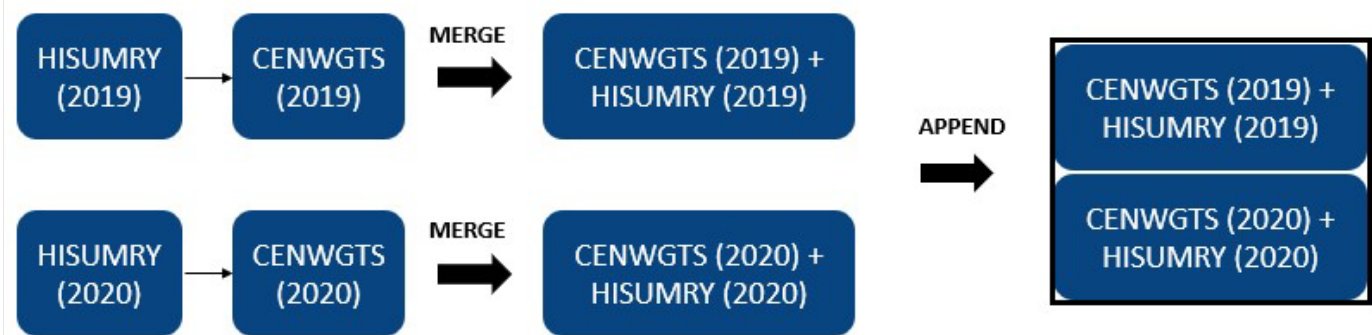 HISUMRY
(2019)
CENWGTS
(2019)
MERGE
CENWGTS (2019) +
HISUMRY (2019)
HISUMRY
(2020)
CENWGTS
(2020)
MERGE
CENWGTS (2020) +
HISUMRY (2020)
APPEND
CENWGTS (2019) +
HISUMRY (2019)
CENWGTS (2020) +
HISUMRY (2020)